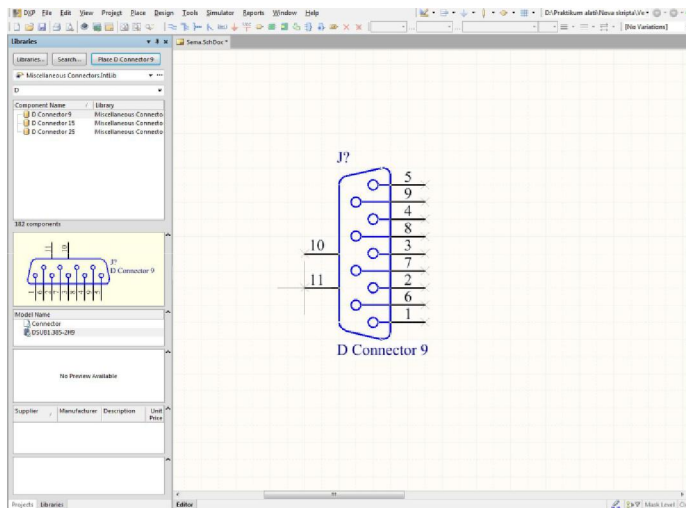 DXP File Edit View Project Place Design Tools Simulator Reports Window Help
D:\Praktikum alati\Nova skripta\Ve
[No Variations]
Libraries
Sema.SchDoc *
Libraries... Search... Place D Connector 9
Miscellaneous Connectors.IntLib
D
Component Name / Library
D Connector 9 Miscellaneous Connecto
D Connector 15 Miscellaneous Connecto
D Connector 25 Miscellaneous Connecto
182 components
11 10
J?
D Connector 9
Model Name
Connector
DSUB1.385-2H9
No Preview Available
Supplier / Manufacturer Description Unit Price
Projects Libraries
J?
5
9
4
8
10 3
7
11 2
6
1
D Connector 9
Editor
Mask Level